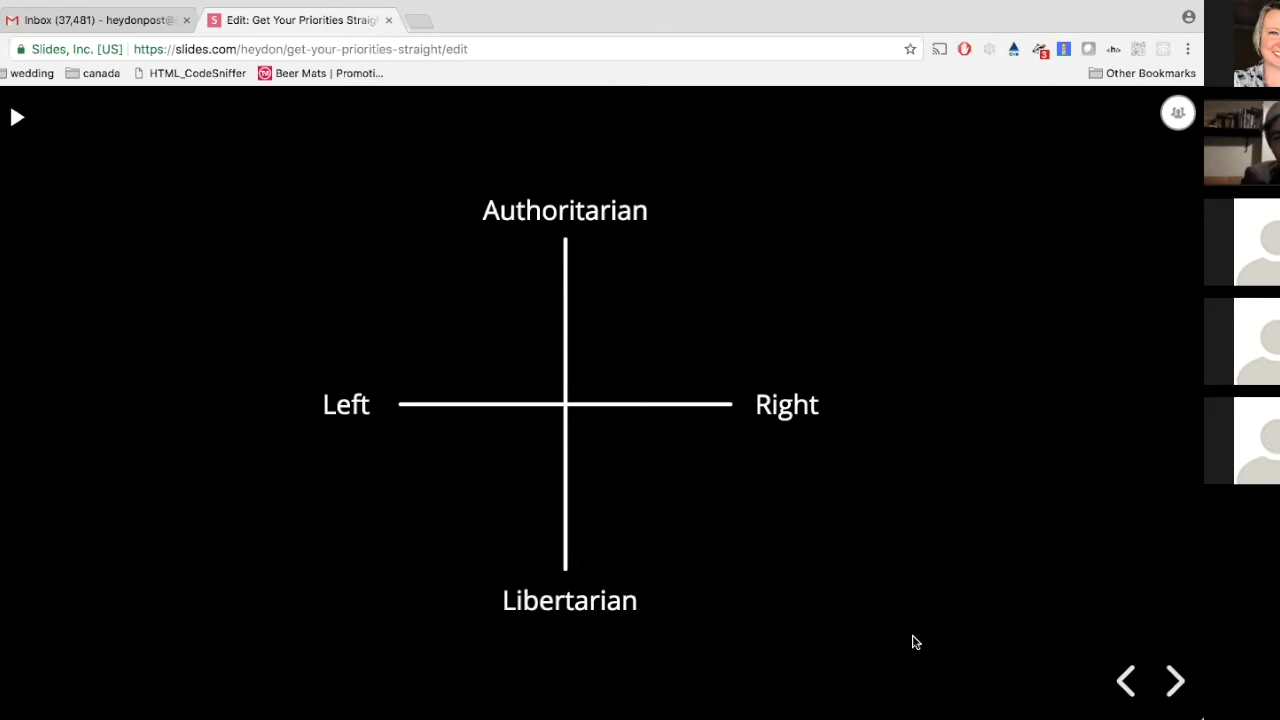 Inbox (37,481) - heydonpost@g
Edit: Get Your Priorities Straig
Slides, Inc. [US]
https://slides.com/heydon/get-your-priorities-straight/edit
wedding
canada
HTML_CodeSniffer
Beer Mats | Promoti...
Other Bookmarks
Authoritarian
Left
Right
Libertarian